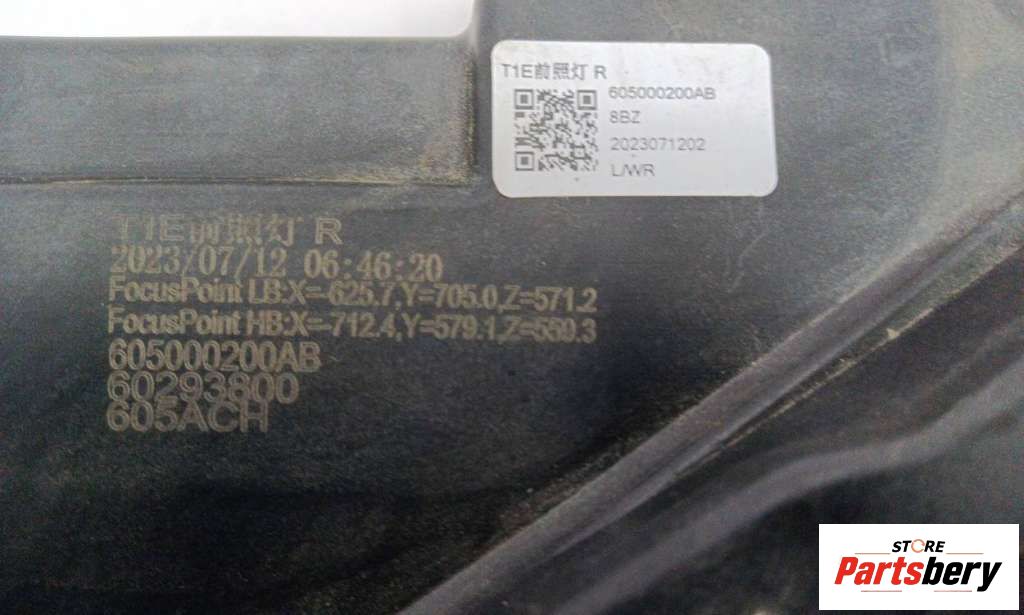 T1E前照灯 R
605000200AB
8BZ
2023071202
L/WR
T1E前照灯 R
2023/07/12 06:46:20
FocusPoint LB:X=-625.7,Y=705.0,Z=571.2
FocusPoint HB:X=-712.4,Y=579.1,Z=550.3
605000200AB
60293800
605ACH
STORE
Partsbery